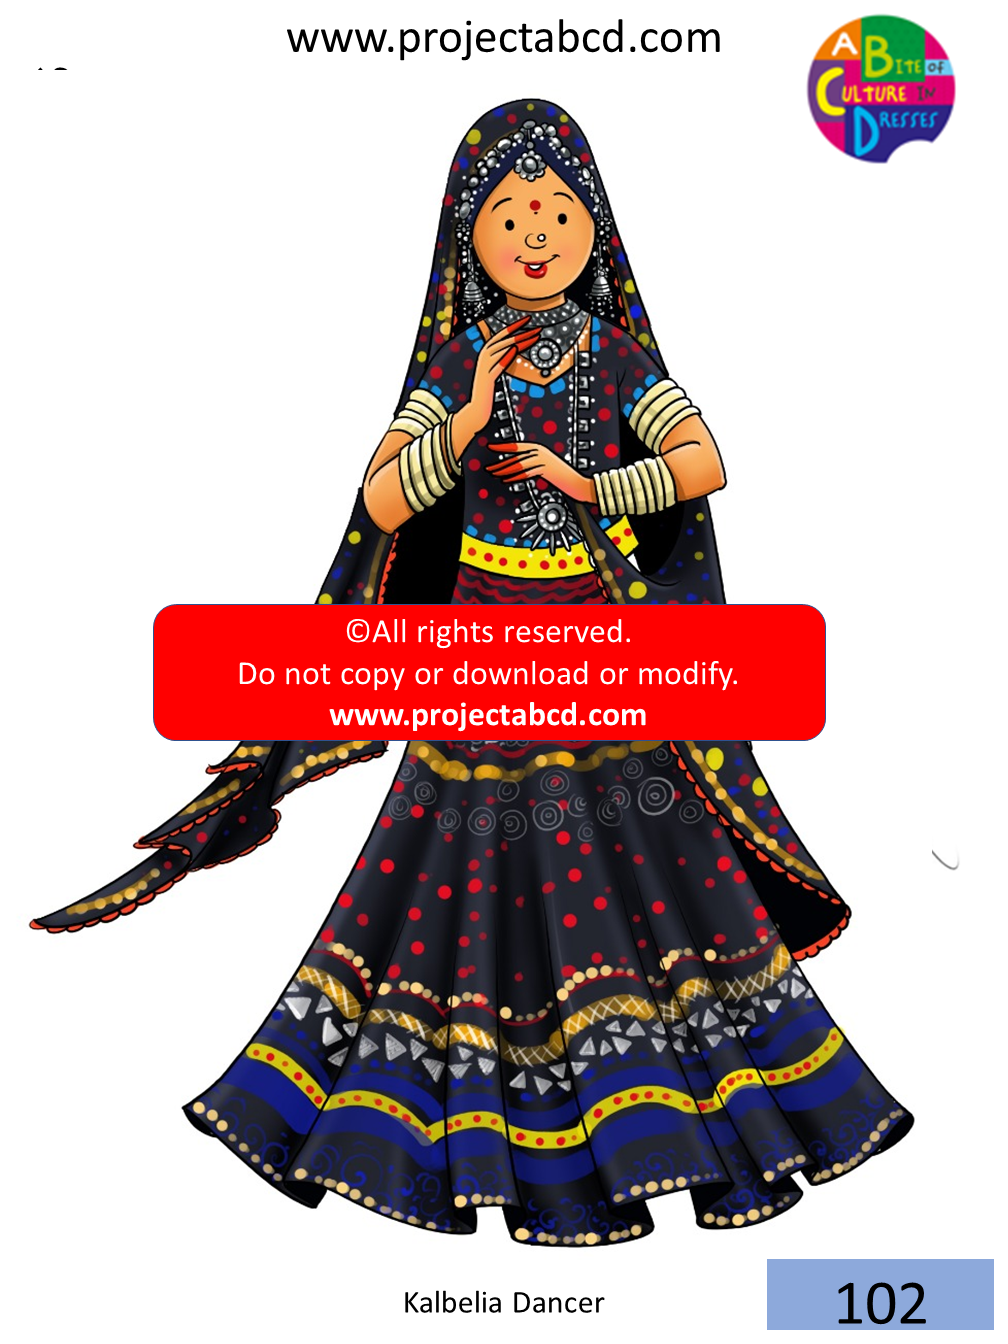 www.projectabcd.com
A
BITE OF
CULTURE IN
DRESSES
©All rights reserved.
Do not copy or download or modify.
www.projectabcd.com
Kalbelia Dancer
102